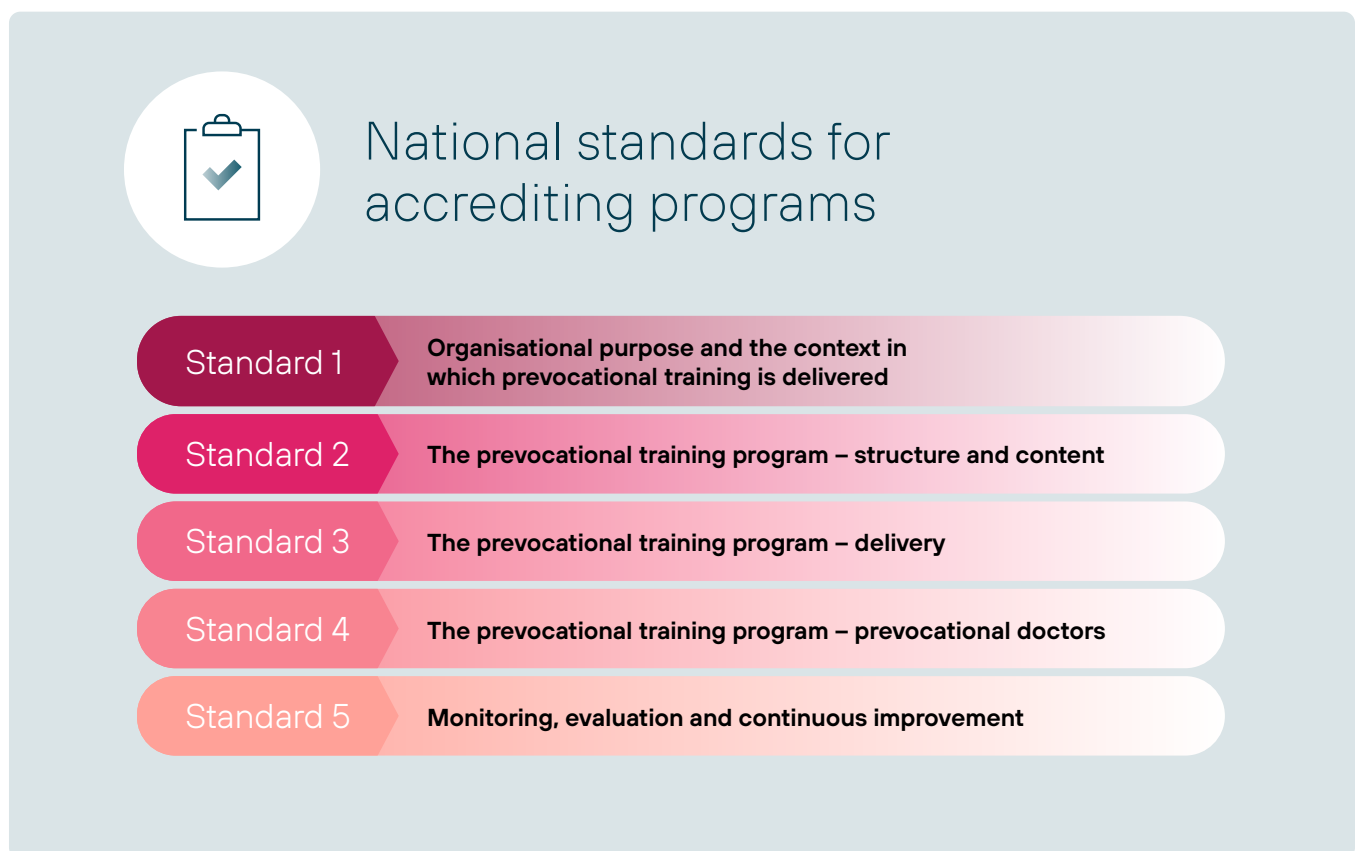 National standards for
accrediting programs
Standard 1
Organisational purpose and the context in
which prevocational training is delivered
Standard 2
The prevocational training program – structure and content
Standard 3
The prevocational training program – delivery
Standard 4
The prevocational training program – prevocational doctors
Standard 5
Monitoring, evaluation and continuous improvement